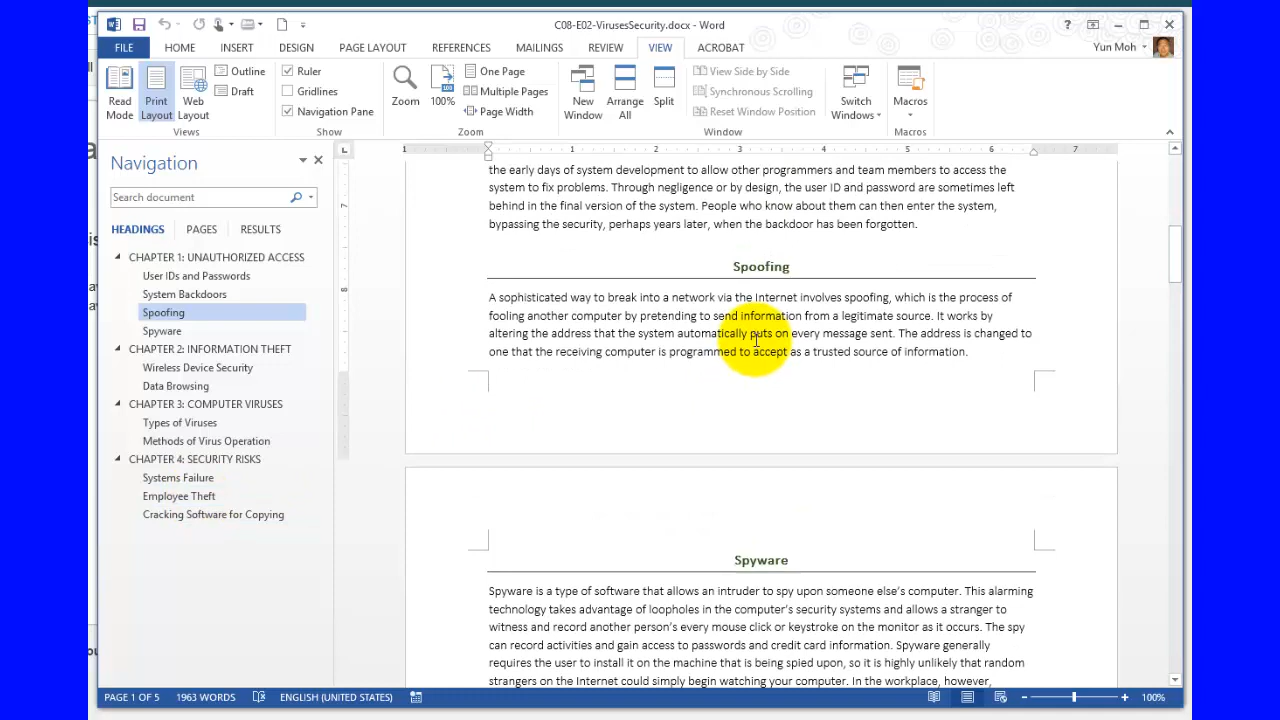 C08-E02-VirusesSecurity.docx - Word
?
FILE HOME INSERT DESIGN PAGE LAYOUT REFERENCES MAILINGS REVIEW VIEW ACROBAT
Yun Moh
Read Mode
Print Layout
Web Layout
Outline
Draft
Views
Ruler
Gridlines
Navigation Pane
Show
Zoom
100%
One Page
Multiple Pages
Page Width
Zoom
New Window
Arrange All
Split
View Side by Side
Synchronous Scrolling
Reset Window Position
Window
Switch Windows
Macros
Macros
Navigation
Search document
HEADINGS PAGES RESULTS
CHAPTER 1: UNAUTHORIZED ACCESS
User IDs and Passwords
System Backdoors
Spoofing
Spyware
CHAPTER 2: INFORMATION THEFT
Wireless Device Security
Data Browsing
CHAPTER 3: COMPUTER VIRUSES
Types of Viruses
Methods of Virus Operation
CHAPTER 4: SECURITY RISKS
Systems Failure
Employee Theft
Cracking Software for Copying
L
1 1 2 3 4 5 6 7
7
8
the early days of system development to allow other programmers and team members to access the
system to fix problems. Through negligence or by design, the user ID and password are sometimes left
behind in the final version of the system. People who know about them can then enter the system,
bypassing the security, perhaps years later, when the backdoor has been forgotten.
Spoofing
A sophisticated way to break into a network via the Internet involves spoofing, which is the process of
fooling another computer by pretending to send information from a legitimate source. It works by
altering the address that the system automatically puts on every message sent. The address is changed to
one that the receiving computer is programmed to accept as a trusted source of information.
Spyware
Spyware is a type of software that allows an intruder to spy upon someone else's computer. This alarming
technology takes advantage of loopholes in the computer's security systems and allows a stranger to
witness and record another person's every mouse click or keystroke on the monitor as it occurs. The spy
can record activities and gain access to passwords and credit card information. Spyware generally
requires the user to install it on the machine that is being spied upon, so it is highly unlikely that random
strangers on the Internet could simply begin watching your computer. In the workplace, however,
PAGE 1 OF 5 1963 WORDS ENGLISH (UNITED STATES) 100%